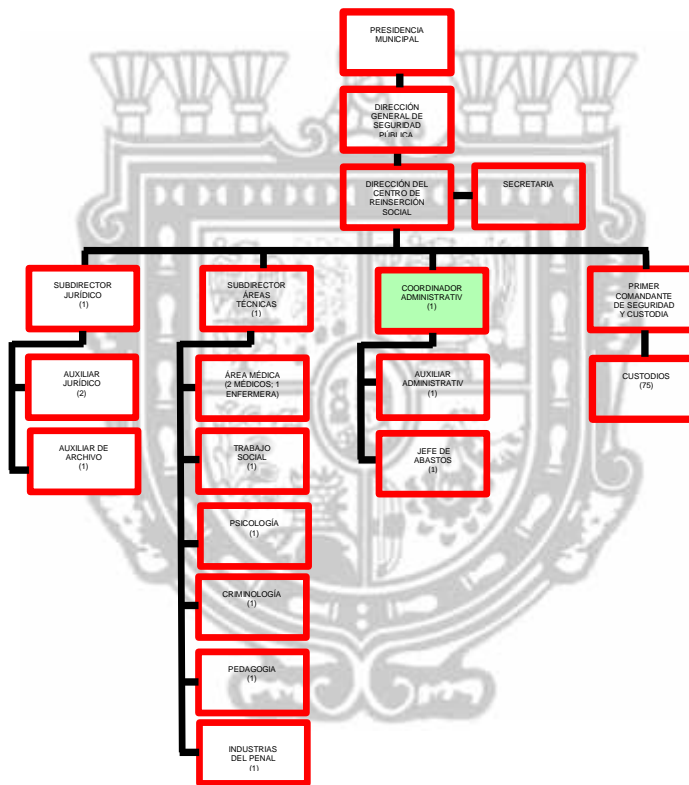 PRESIDENCIA
MUNICIPAL
DIRECCIÓN
GENERAL DE
SEGURIDAD
PÚBLICA
DIRECCIÓN DEL
CENTRO DE
REINSERCIÓN
SOCIAL
SECRETARIA
SUBDIRECTOR
JURÍDICO
(1)
SUBDIRECTOR
ÁREAS
TÉCNICAS
(1)
COORDINADOR
ADMINISTRATIV
(1)
PRIMER
COMANDANTE
DE SEGURIDAD
Y CUSTODIA
AUXILIAR
JURÍDICO
(2)
ÁREA MÉDICA
(2 MÉDICOS; 1
ENFERMERA)
AUXILIAR
ADMINISTRATIV
(1)
CUSTODIOS
(75)
AUXILIAR DE
ARCHIVO
(1)
TRABAJO
SOCIAL
(1)
JEFE DE
ABASTOS
(1)
PSICOLOGÍA
(1)
CRIMINOLOGÍA
(1)
PEDAGOGIA
(1)
INDUSTRIAS
DEL PENAL
(1)